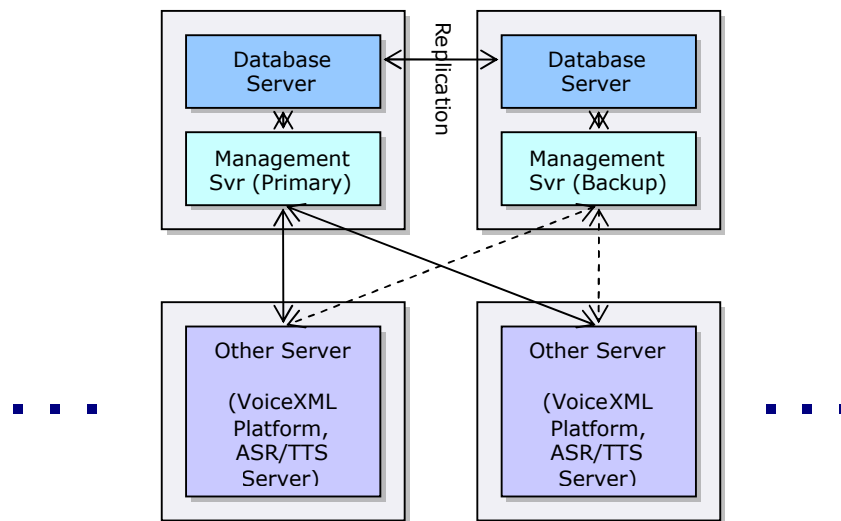 Database
Server
Replication
Database
Server
Management
Svr (Primary)
Management
Svr (Backup)
Other Server
(VoiceXML
Platform,
ASR/TTS
Server)
Other Server
(VoiceXML
Platform,
ASR/TTS
Server)